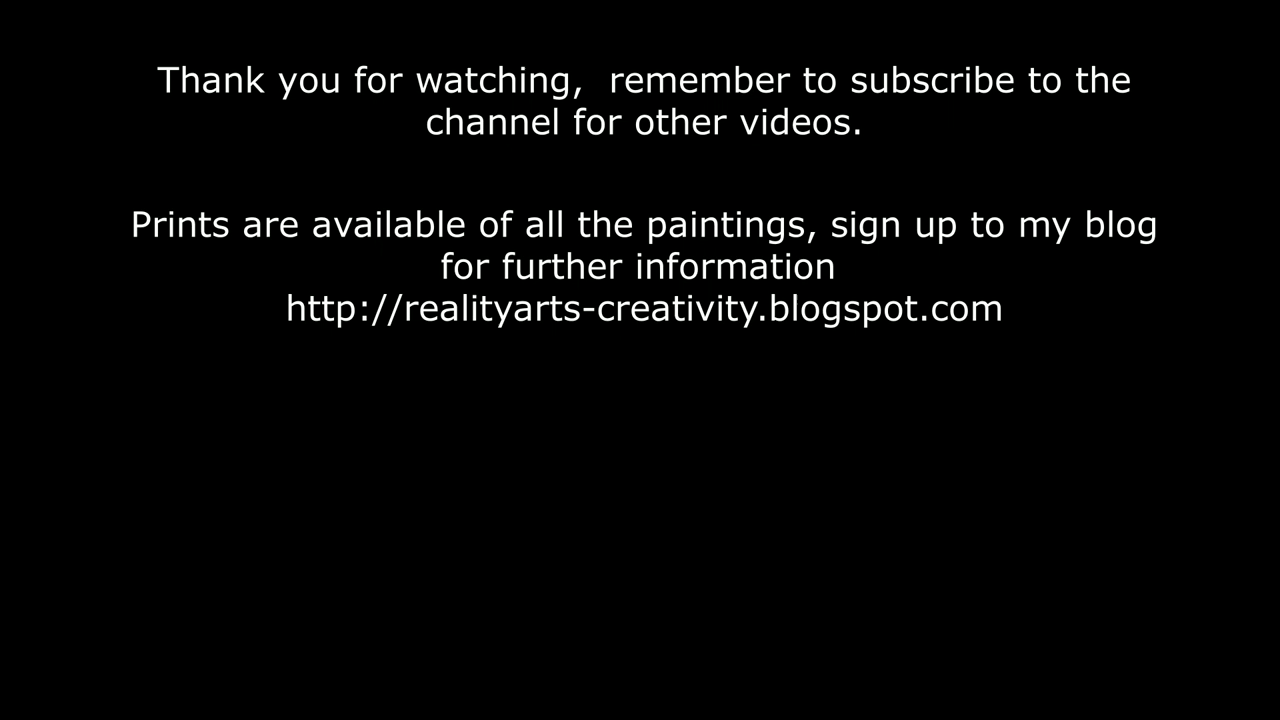 Thank you for watching,  remember to subscribe to the
channel for other videos.
Prints are available of all the paintings, sign up to my blog
for further information
http://realityarts-creativity.blogspot.com